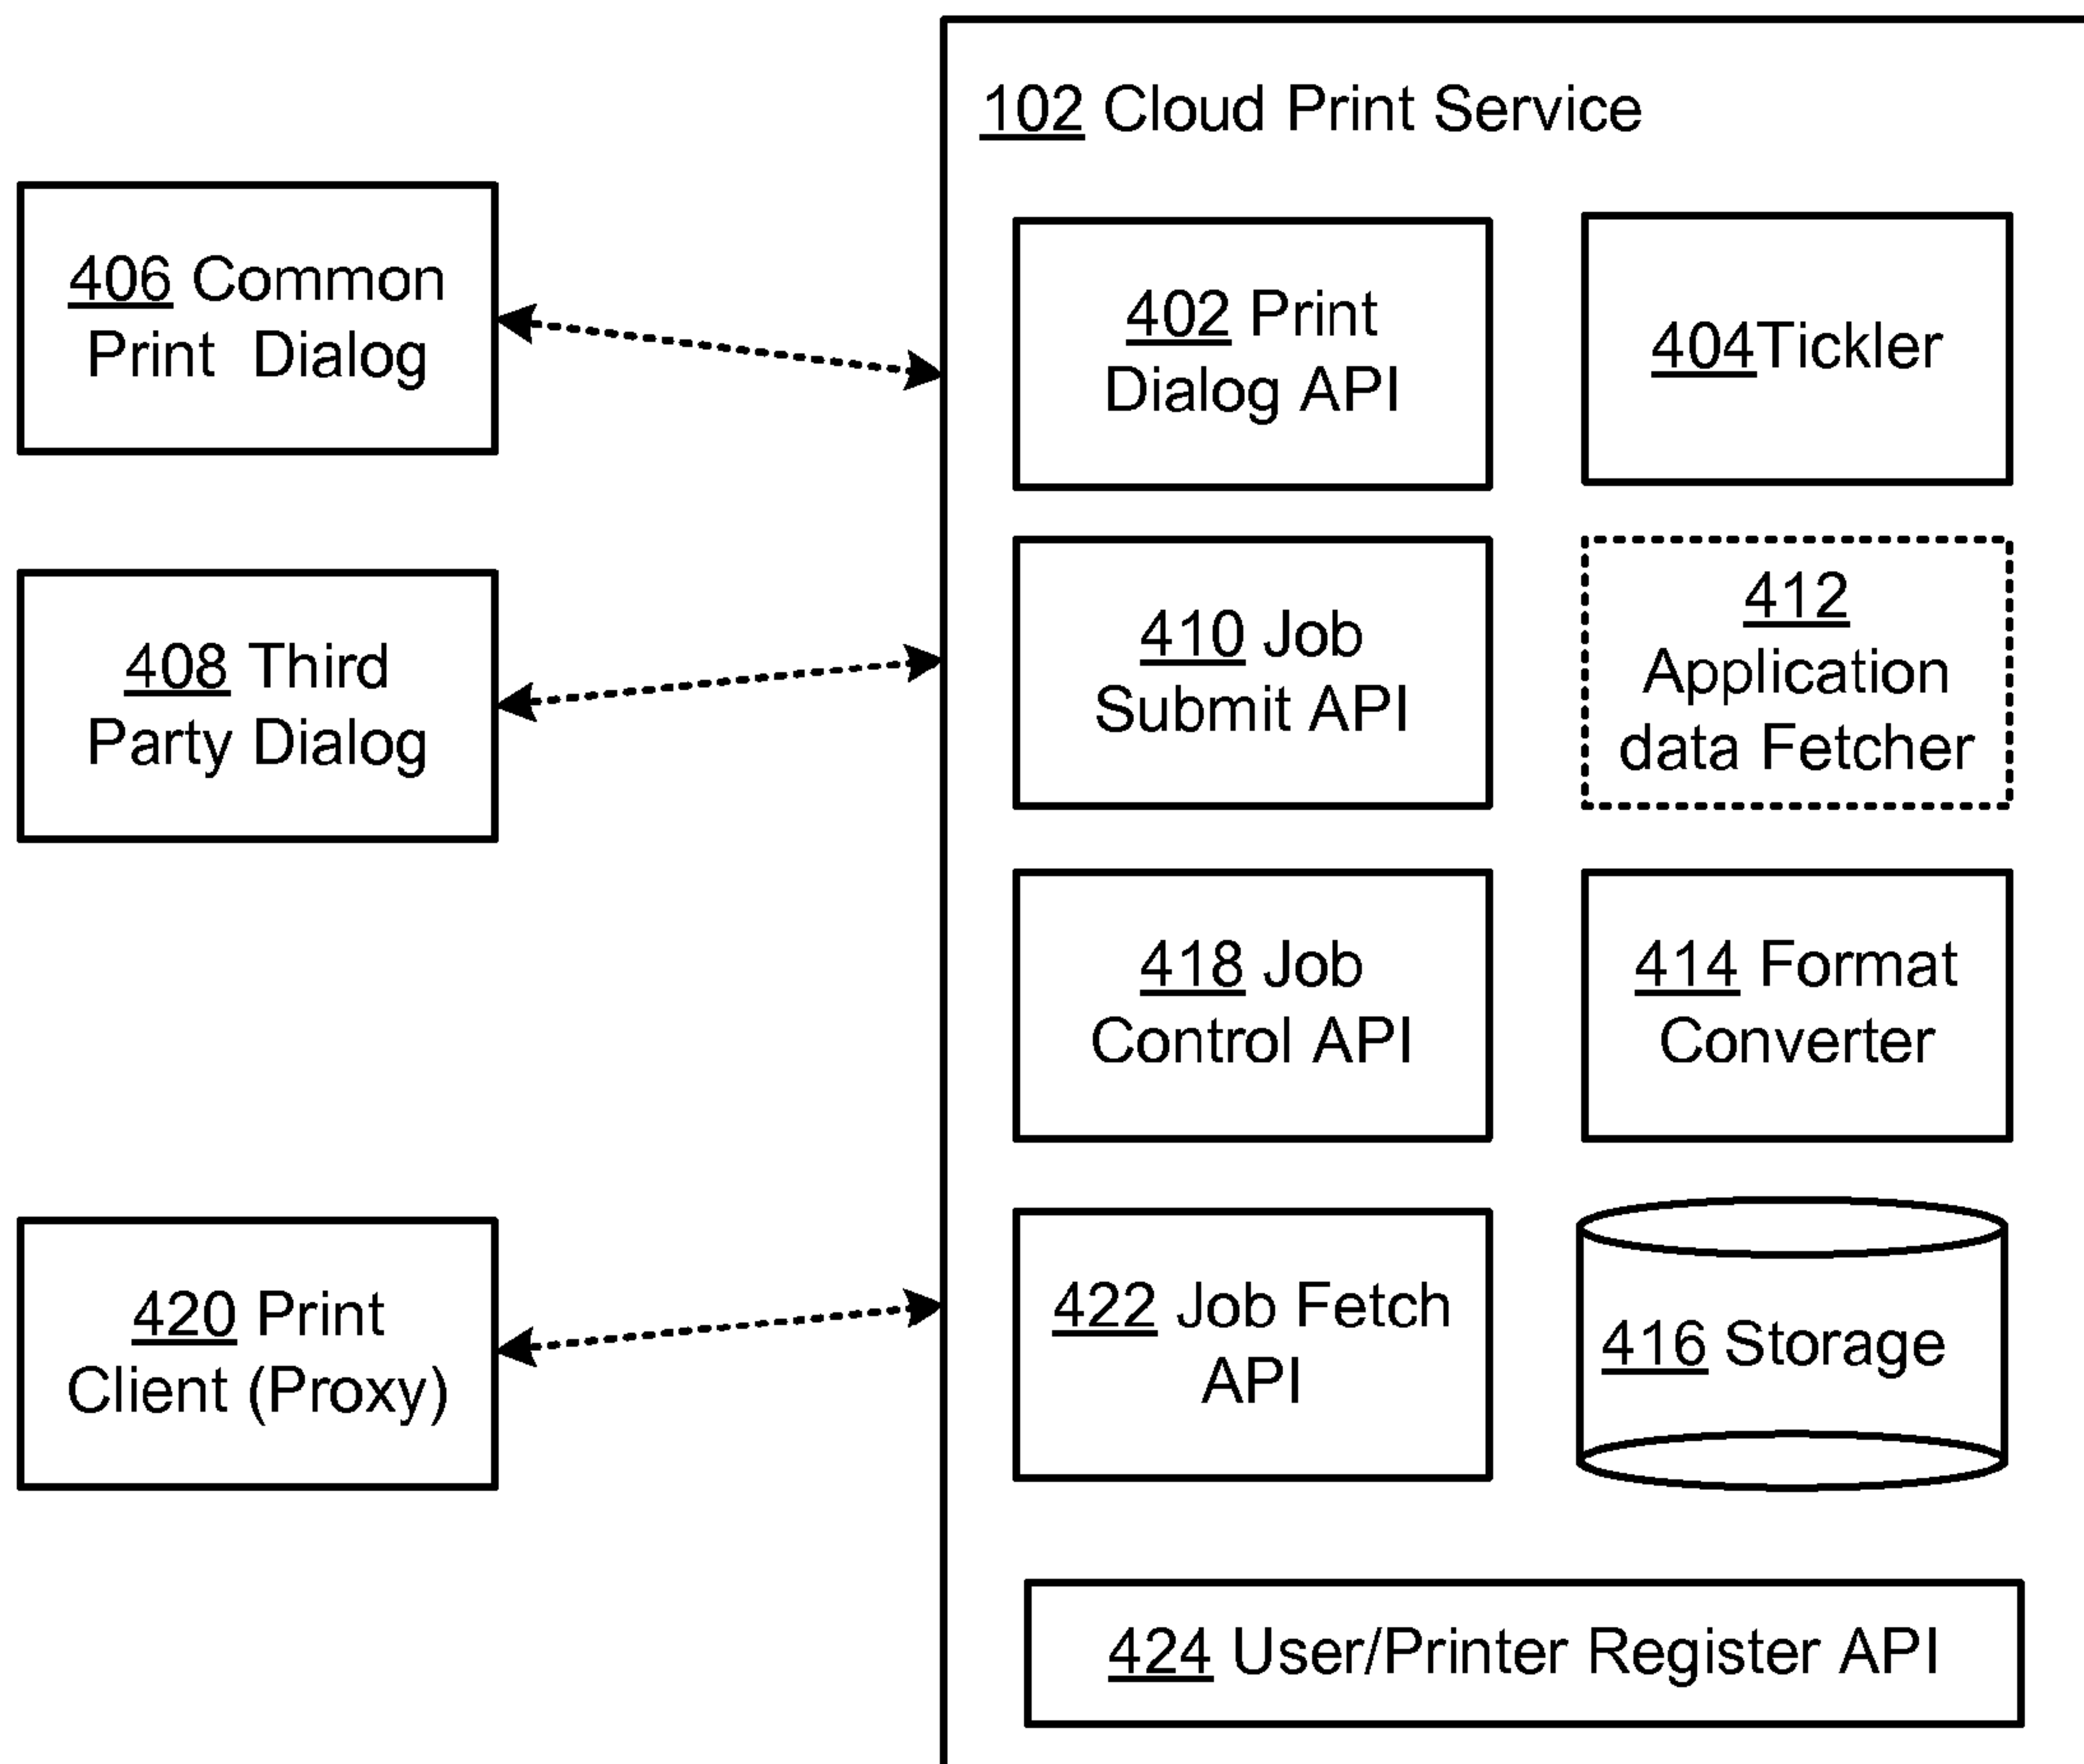 102 Cloud Print Service
406 Common
Print Dialog
402 Print
Dialog API
404Tickler
408 Third
Party Dialog
410 Job
Submit API
412
Application
data Fetcher
418 Job
Control API
414 Format
Converter
420 Print
Client (Proxy)
422 Job Fetch
API
416 Storage
424 User/Printer Register API